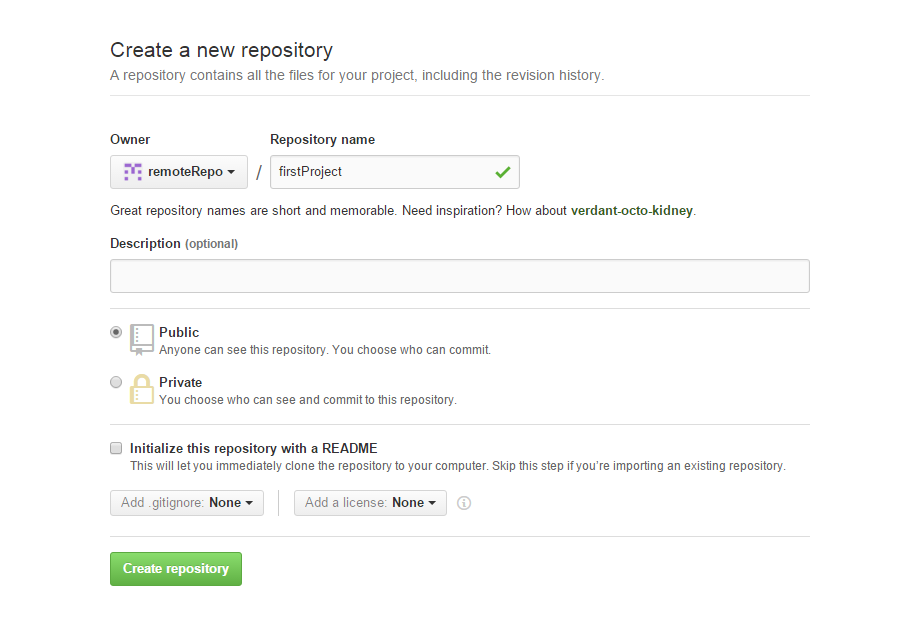 Create a new repository
A repository contains all the files for your project, including the revision history.
Owner
Repository name
remoteRepo / firstProject
Great repository names are short and memorable. Need inspiration? How about verdant-octo-kidney.
Description (optional)
Public
Anyone can see this repository. You choose who can commit.
Private
You choose who can see and commit to this repository.
Initialize this repository with a README
This will let you immediately clone the repository to your computer. Skip this step if you’re importing an existing repository.
Add .gitignore: None
Add a license: None
Create repository